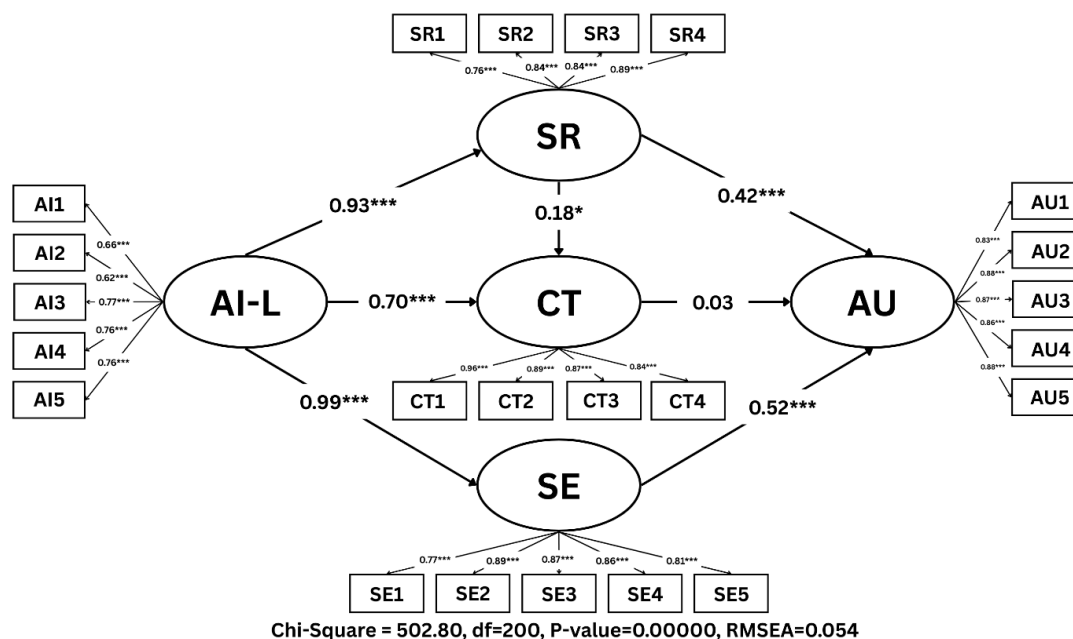 SR1 SR2 SR3 SR4
0.76*** 0.84*** 0.84*** 0.89***
SR
0.93***
0.18*
0.42***
AI1
AI2
AI3
AI4
AI5
0.66***
0.62***
0.77***
0.76***
0.76***
AI-L
0.70***
CT
0.03
AU
0.83***
0.88***
0.87***
0.86***
0.88***
AU1
AU2
AU3
AU4
AU5
0.96*** 0.89*** 0.87*** 0.84***
CT1 CT2 CT3 CT4
0.99***
0.52***
SE
0.77*** 0.89*** 0.87*** 0.86*** 0.81***
SE1 SE2 SE3 SE4 SE5
Chi-Square = 502.80, df=200, P-value=0.00000, RMSEA=0.054